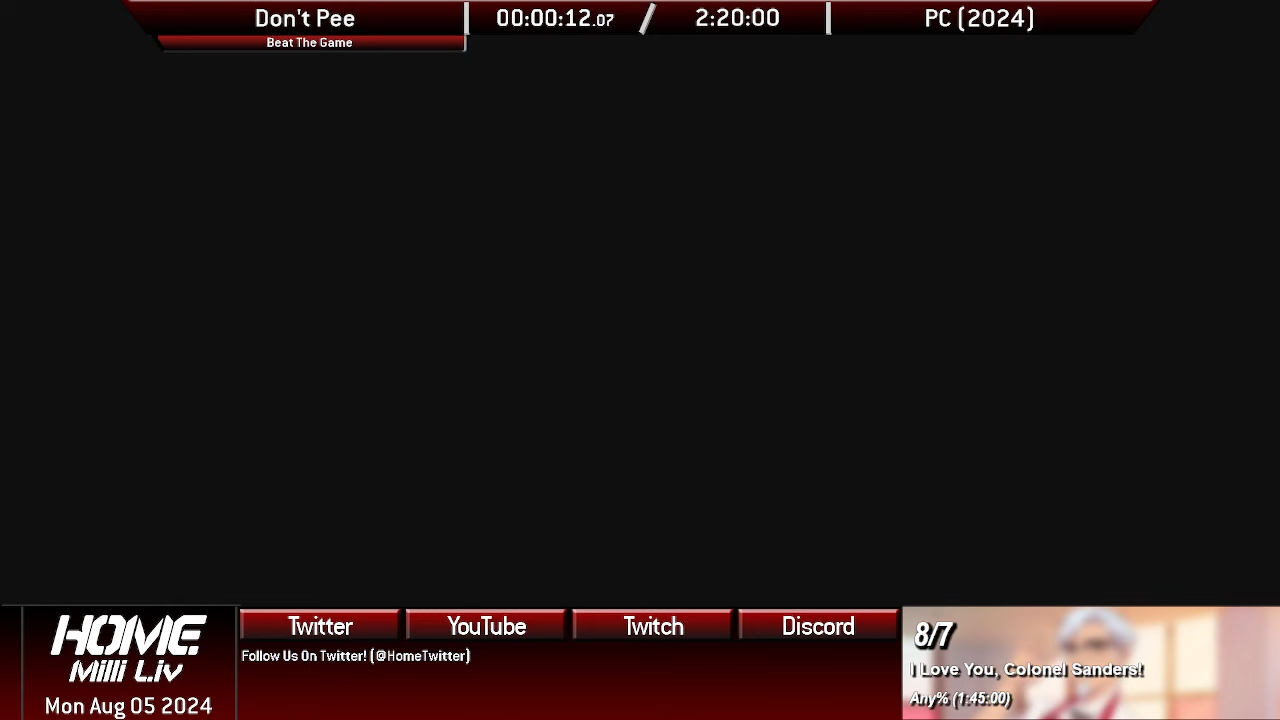 Don't Pee
00:00:12.07
2:20:00
PC (2024)
Beat The Game
HOME
Milli Liv
Mon Aug 05 2024
Twitter
YouTube
Twitch
Discord
Follow Us On Twitter! (@HomeTwitter)
8/7
I Love You, Colonel Sanders!
Any% (1:45:00)